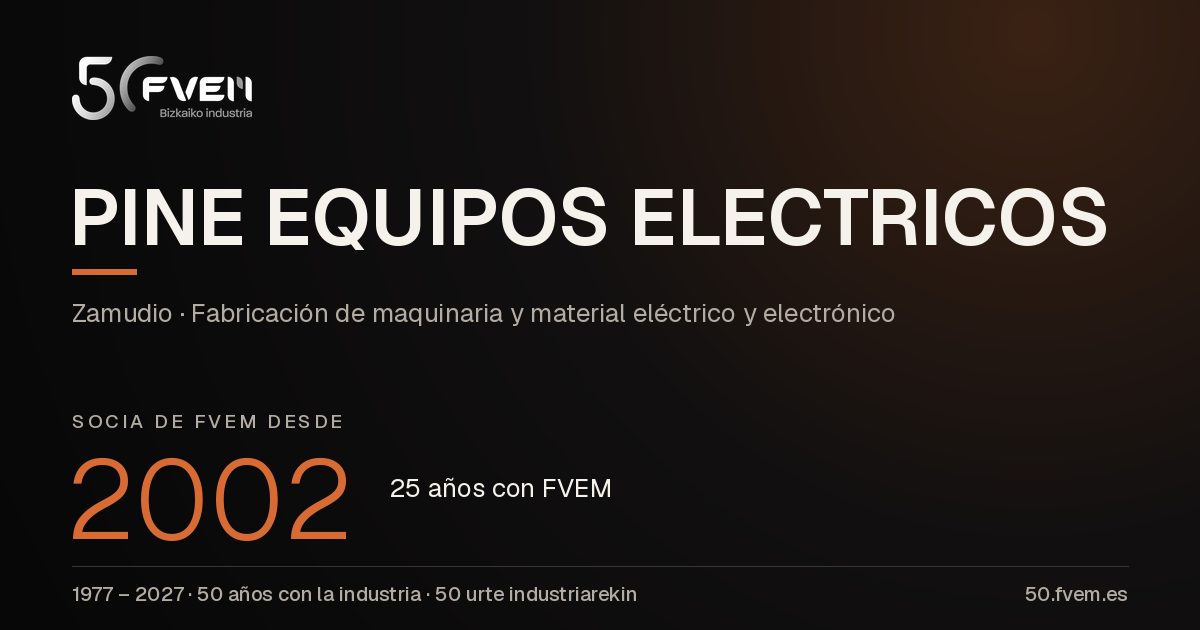 50 FVEM
Bizkaiko industria
PINE EQUIPOS ELECTRICOS
Zamudio · Fabricación de maquinaria y material eléctrico y electrónico
SOCIA DE FVEM DESDE
2002
25 años con FVEM
1977 – 2027 · 50 años con la industria · 50 urte industriarekin
50.fvem.es